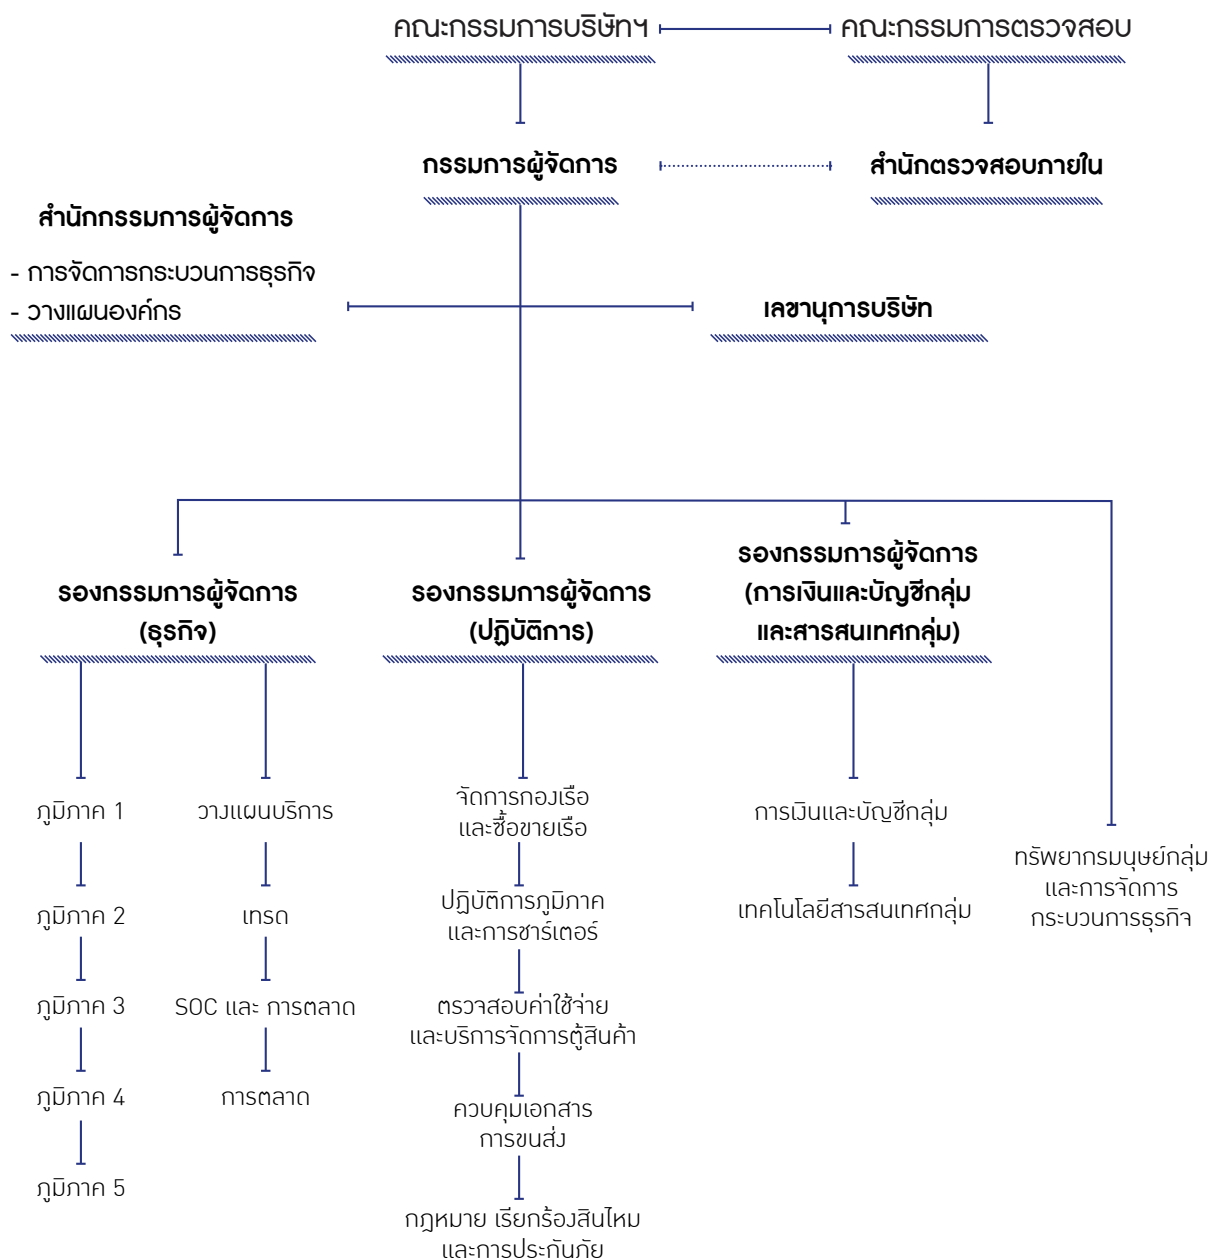 คณะกรรมการบริษัทฯ
คณะกรรมการตรวจสอบ
กรรมการผู้จัดการ
สำนักตรวจสอบภายใน
สำนักกรรมการผู้จัดการ
- การจัดการกระบวนการธุรกิจ
- วางแผนองค์กร
เลขานุการบริษัท
รองกรรมการผู้จัดการ
(ธุรกิจ)
รองกรรมการผู้จัดการ
(ปฏิบัติการ)
รองกรรมการผู้จัดการ
(การเงินและบัญชีกลุ่ม
และสารสนเทศกลุ่ม)
ภูมิภาค 1
ภูมิภาค 2
ภูมิภาค 3
ภูมิภาค 4
ภูมิภาค 5
วางแผนบริการ
เทรด
SOC และ การตลาด
การตลาด
จัดการกองเรือ
และซื้อขายเรือ
ปฏิบัติการภูมิภาค
และการชาร์เตอร์
ตรวจสอบค่าใช้จ่าย
และบริการจัดการตู้สินค้า
ควบคุมเอกสาร
การขนส่ง
กฎหมาย เรียกร้องสินไหม
และการประกันภัย
การเงินและบัญชีกลุ่ม
เทคโนโลยีสารสนเทศกลุ่ม
ทรัพยากรมนุษย์กลุ่ม
และการจัดการ
กระบวนการธุรกิจ